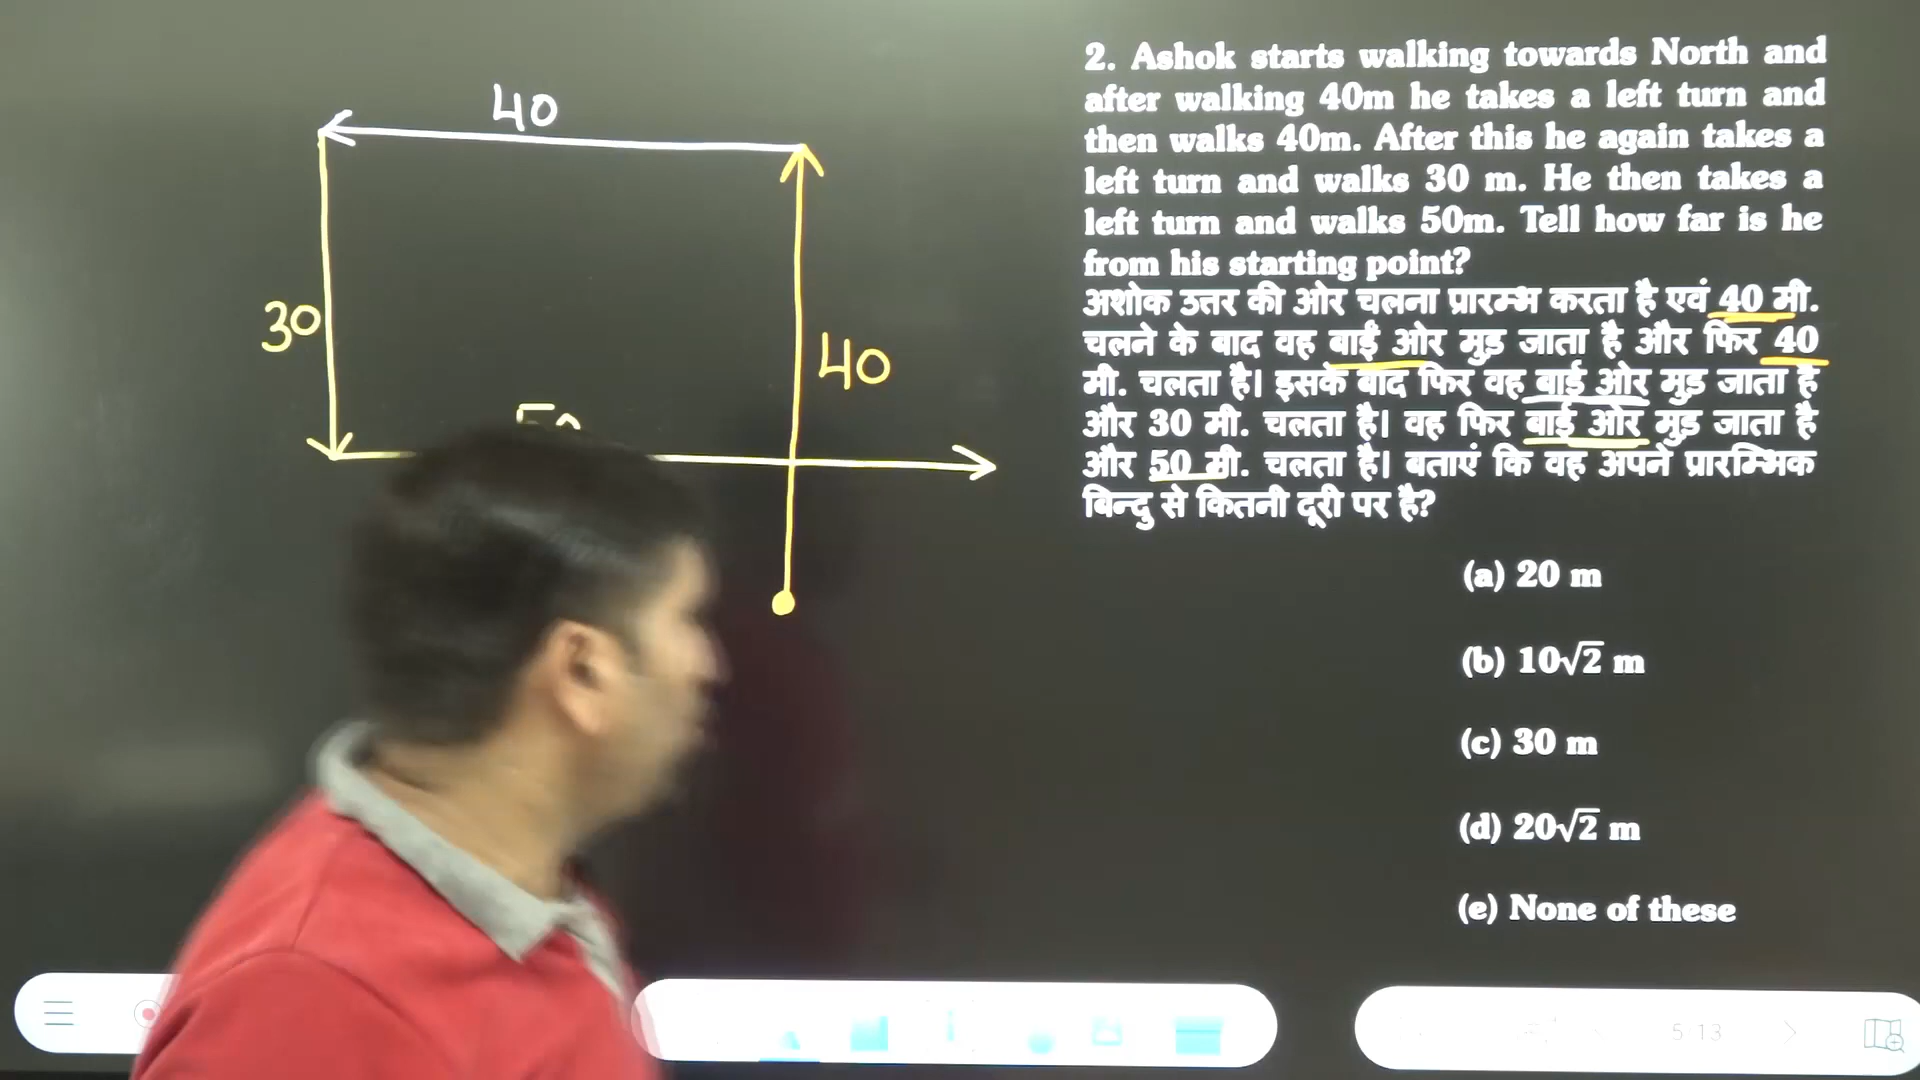 2. Ashok starts walking towards North and
after walking 40m he takes a left turn and
then walks 40m. After this he again takes a
left turn and walks 30 m. He then takes a
left turn and walks 50m. Tell how far is he
from his starting point?
अशोक उत्तर की ओर चलना प्रारम्भ करता है एवं 40 मी.
चलने के बाद वह बाईं ओर मुड़ जाता है और फिर 40
मी. चलता है। इसके बाद फिर वह बाईं ओर मुड़ जाता है
और 30 मी. चलता है। वह फिर बाईं ओर मुड़ जाता है
और 50 मी. चलता है। बताएं कि वह अपने प्रारम्भिक
बिन्दु से कितनी दूरी पर है?
(a) 20 m
(b) 10√2 m
(c) 30 m
(d) 20√2 m
(e) None of these
40
30
40
5 13